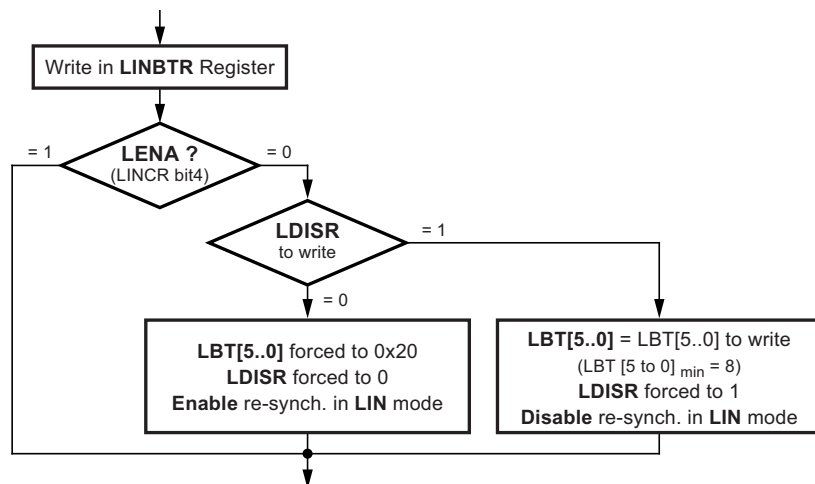 Write in LINBTR Register
LENA ?
(LINCR bit4)
= 1
= 0
LDISR
to write
= 1
= 0
LBT[5..0] forced to 0x20
LDISR forced to 0
Enable re-synch. in LIN mode
LBT[5..0] = LBT[5..0] to write
(LBT [5 to 0] min = 8)
LDISR forced to 1
Disable re-synch. in LIN mode